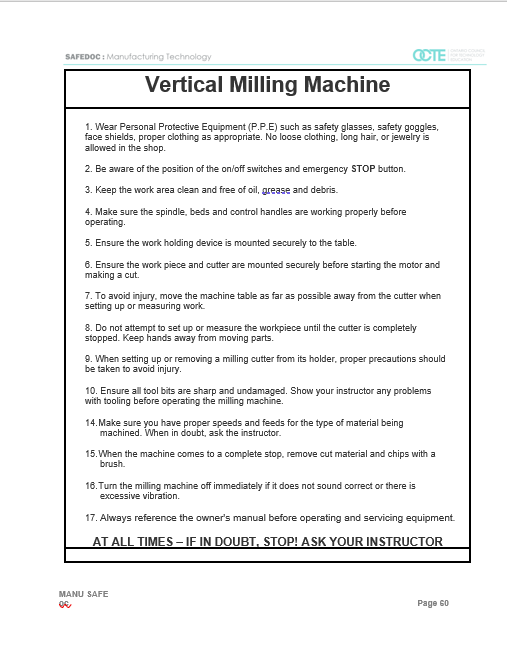 SAFEDOC : Manufacturing Technology
OCTE
Vertical Milling Machine
1. Wear Personal Protective Equipment (P.P.E) such as safety glasses, safety goggles,
face shields, proper clothing as appropriate. No loose clothing, long hair, or jewelry is
allowed in the shop.
2. Be aware of the position of the on/off switches and emergency STOP button.
3. Keep the work area clean and free of oil, grease and debris.
4. Make sure the spindle, beds and control handles are working properly before
operating.
5. Ensure the work holding device is mounted securely to the table.
6. Ensure the work piece and cutter are mounted securely before starting the motor and
making a cut.
7. To avoid injury, move the machine table as far as possible away from the cutter when
setting up or measuring work.
8. Do not attempt to set up or measure the workpiece until the cutter is completely
stopped. Keep hands away from moving parts.
9. When setting up or removing a milling cutter from its holder, proper precautions should
be taken to avoid injury.
10. Ensure all tool bits are sharp and undamaged. Show your instructor any problems
with tooling before operating the milling machine.
14.Make sure you have proper speeds and feeds for the type of material being
machined. When in doubt, ask the instructor.
15.When the machine comes to a complete stop, remove cut material and chips with a
brush.
16.Turn the milling machine off immediately if it does not sound correct or there is
excessive vibration.
17. Always reference the owner's manual before operating and servicing equipment.
AT ALL TIMES – IF IN DOUBT, STOP! ASK YOUR INSTRUCTOR
MANU SAFE
Page 60